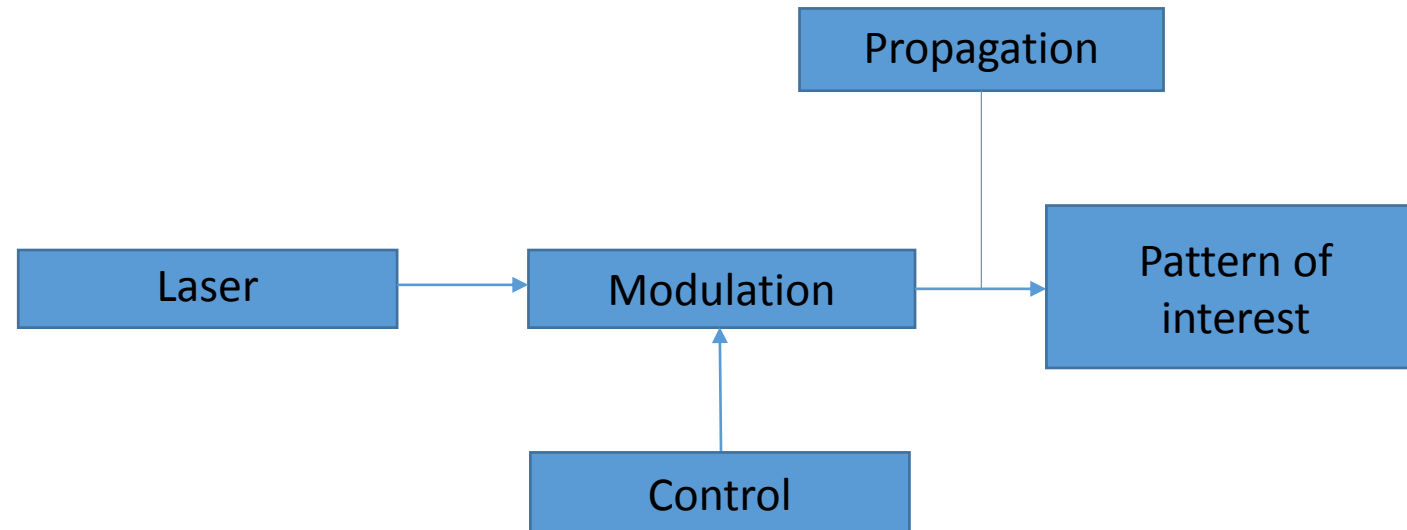 Propagation
Laser
Modulation
Pattern of
interest
Control